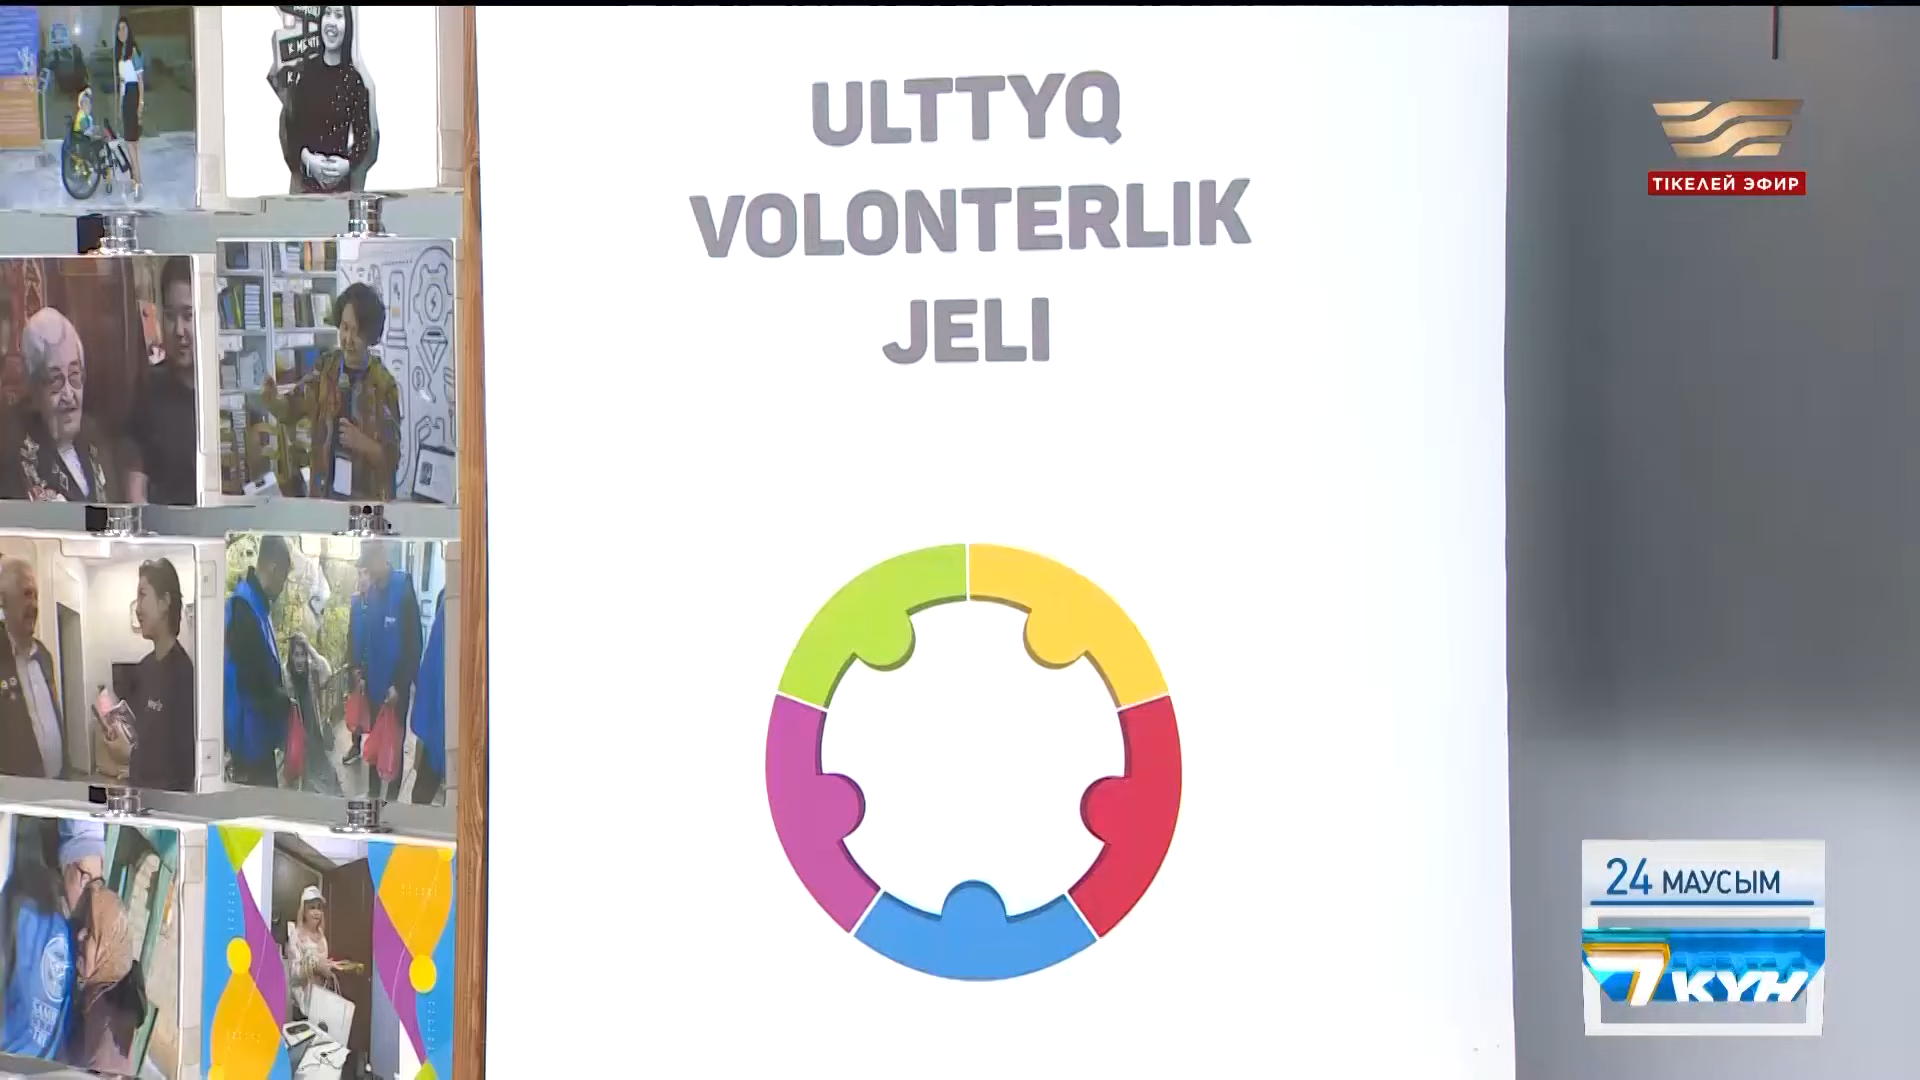 ULTTYQ
VOLONTERLIK
JELI
ТІКЕЛЕЙ ЭФИР
24 МАУСЫМ
7 КҮН